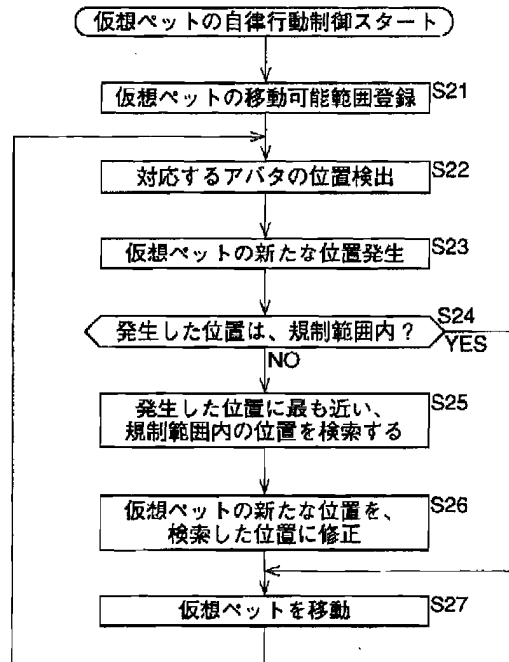 仮想ペットの自律行動制御スタート
仮想ペットの移動可能範囲登録 S21
対応するアバタの位置検出 S22
仮想ペットの新たな位置発生 S23
発生した位置は、規制範囲内? S24
YES
NO
発生した位置に最も近い、 S25
規制範囲内の位置を検索する
仮想ペットの新たな位置を、 S26
検索した位置に修正
仮想ペットを移動 S27